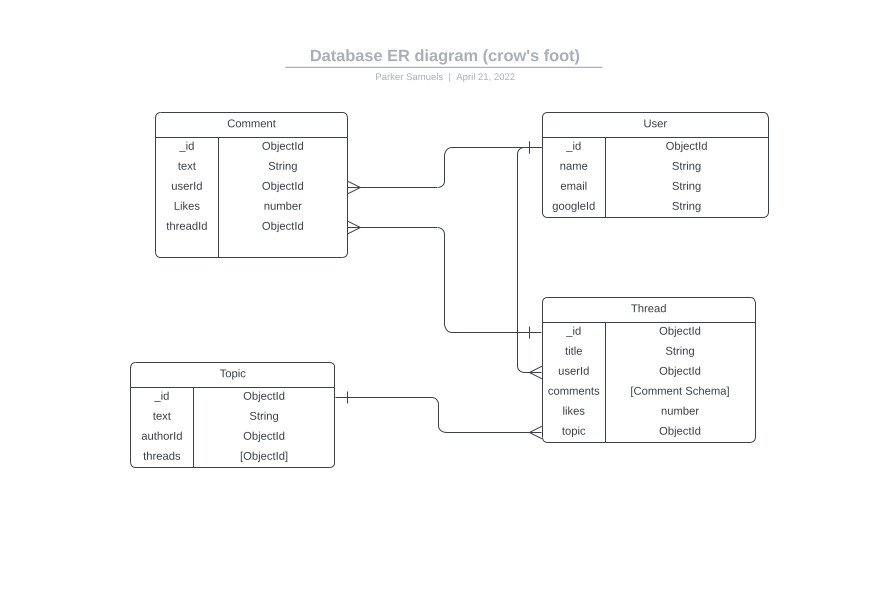 Database ER diagram (crow's foot)
Parker Samuels | April 21, 2022
Comment
_id ObjectId
text String
userId ObjectId
Likes number
threadId ObjectId
User
_id ObjectId
name String
email String
googleId String
Thread
_id ObjectId
title String
userId ObjectId
comments [Comment Schema]
likes number
topic ObjectId
Topic
_id ObjectId
text String
authorId ObjectId
threads [ObjectId]